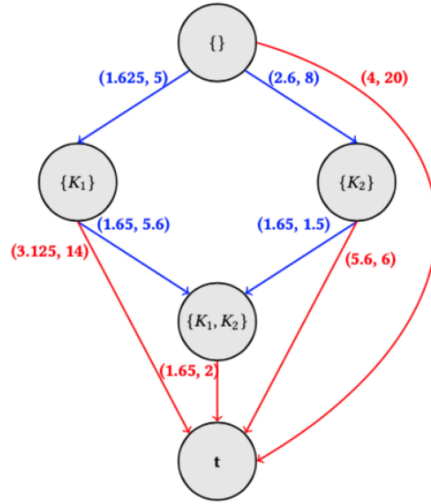 {}
(1.625, 5) (2.6, 8) (4, 20)
{K₁} {K₂}
(1.65, 5.6) (1.65, 1.5)
(3.125, 14) (5.6, 6)
{K₁, K₂}
(1.65, 2)
t